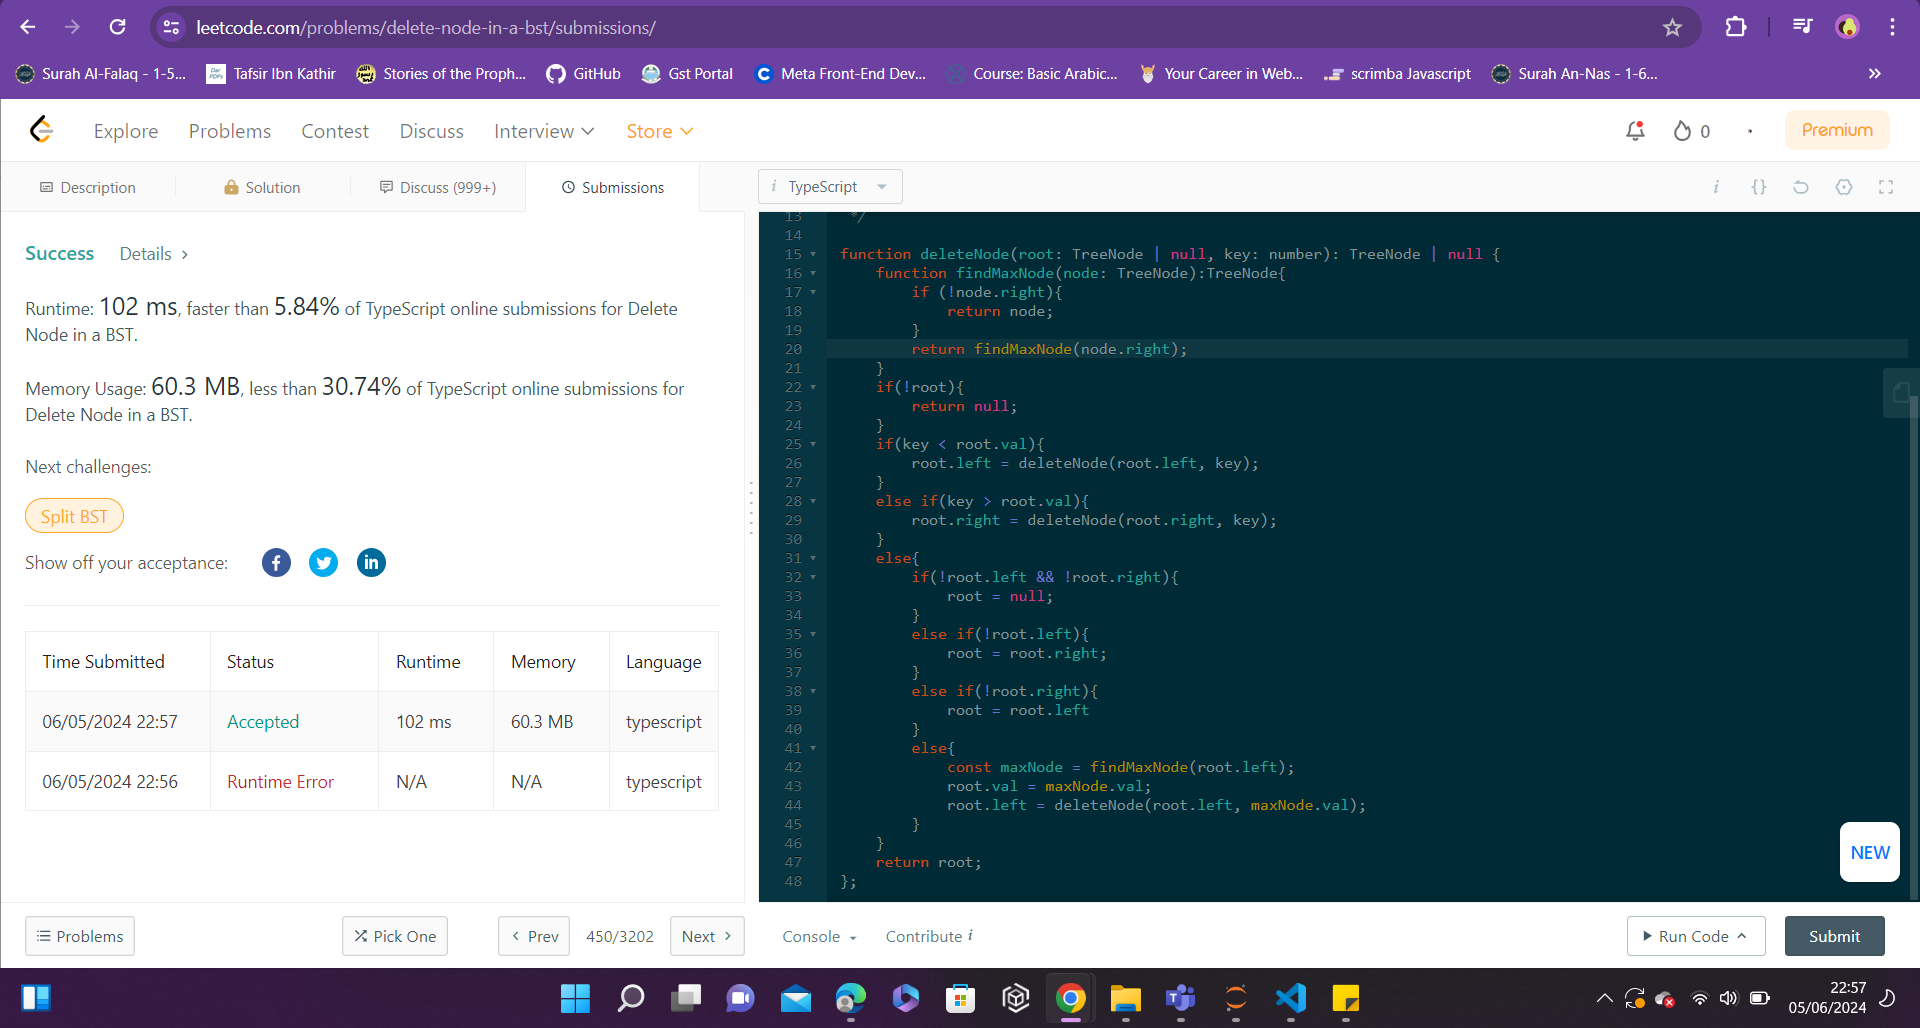 leetcode.com/problems/delete-node-in-a-bst/submissions/
Surah Al-Falaq - 1-5...
Tafsir Ibn Kathir
Stories of the Proph...
GitHub
Gst Portal
Meta Front-End Dev...
Course: Basic Arabic...
Your Career in Web...
scrimba Javascript
Surah An-Nas - 1-6...
»
Explore
Problems
Contest
Discuss
Interview
Store
0
Premium
Description
Solution
Discuss (999+)
Submissions
i TypeScript
i {}
Success Details >
Runtime: 102 ms, faster than 5.84% of TypeScript online submissions for Delete
Node in a BST.
Memory Usage: 60.3 MB, less than 30.74% of TypeScript online submissions for
Delete Node in a BST.
Next challenges:
Split BST
Show off your acceptance:
Time Submitted Status Runtime Memory Language
06/05/2024 22:57 Accepted 102 ms 60.3 MB typescript
06/05/2024 22:56 Runtime Error N/A N/A typescript
13 */
14
15 function deleteNode(root: TreeNode | null, key: number): TreeNode | null {
16 function findMaxNode(node: TreeNode):TreeNode{
17 if (!node.right){
18 return node;
19 }
20 return findMaxNode(node.right);
21 }
22 if(!root){
23 return null;
24 }
25 if(key < root.val){
26 root.left = deleteNode(root.left, key);
27 }
28 else if(key > root.val){
29 root.right = deleteNode(root.right, key);
30 }
31 else{
32 if(!root.left && !root.right){
33 root = null;
34 }
35 else if(!root.left){
36 root = root.right;
37 }
38 else if(!root.right){
39 root = root.left
40 }
41 else{
42 const maxNode = findMaxNode(root.left);
43 root.val = maxNode.val;
44 root.left = deleteNode(root.left, maxNode.val);
45 }
46 }
47 return root;
48 };
NEW
Problems
Pick One
< Prev
450/3202
Next >
Console
Contribute i
Run Code
Submit
22:57
05/06/2024